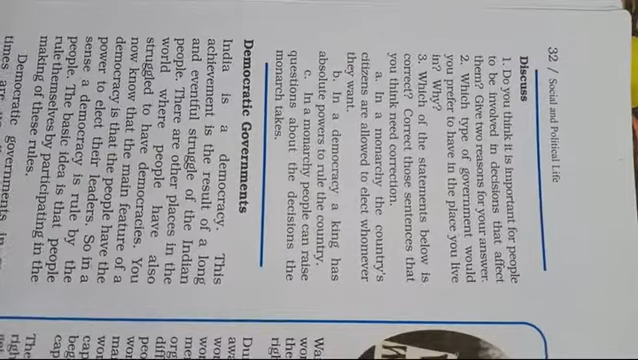 32 / Social and Political Life
Discuss
1. Do you think it is important for people
to be involved in decisions that affect
them? Give two reasons for your answer.
2. Which type of government would
you prefer to have in the place you live
in? Why?
3. Which of the statements below is
correct? Correct those sentences that
you think need correction.
a. In a monarchy the country's
citizens are allowed to elect whomever
they want.
b. In a democracy a king has
absolute powers to rule the country.
c. In a monarchy people can raise
questions about the decisions the
monarch takes.
Democratic Governments
India is a democracy. This
achievement is the result of a long
and eventful struggle of the Indian
people. There are other places in the
world where people have also
struggled to have democracies. You
now know that the main feature of a
democracy is that the people have the
power to elect their leaders. So in a
sense a democracy is rule by the
people. The basic idea is that people
rule themselves by participating in the
making of these rules.
Democratic governments in
times are